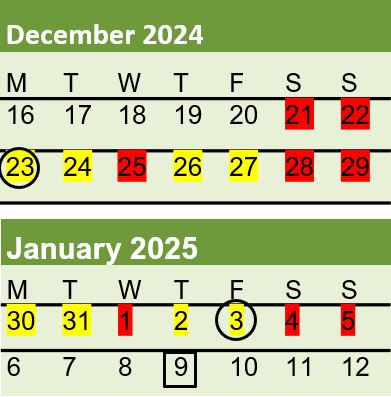 December 2024
M T W T F S S
16 17 18 19 20 21 22
23 24 25 26 27 28 29
January 2025
M T W T F S S
30 31 1 2 3 4 5
6 7 8 9 10 11 12